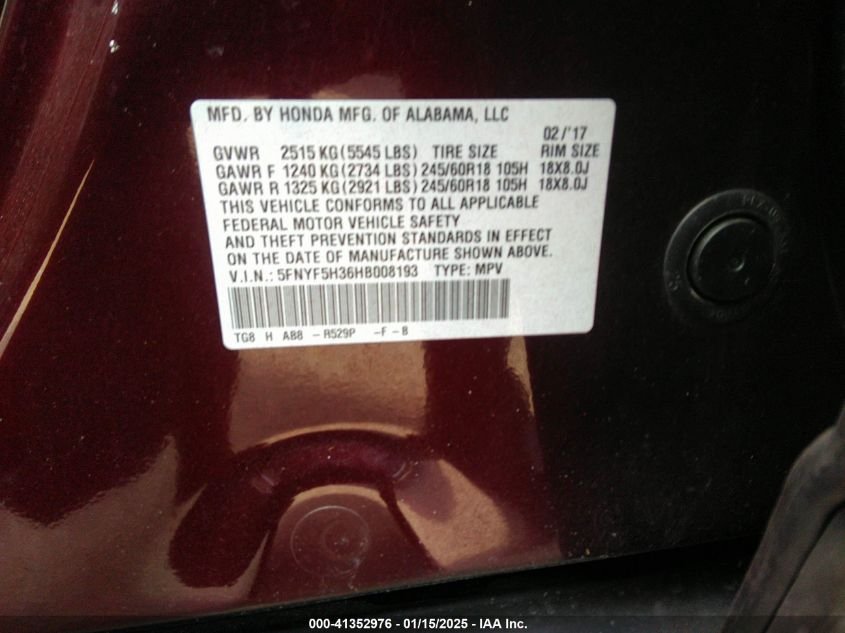 MFD. BY HONDA MFG. OF ALABAMA, LLC
02/'17
GVWR 2515 KG (5545 LBS) TIRE SIZE RIM SIZE
GAWR F 1240 KG (2734 LBS) 245/60R18 105H 18X8.0J
GAWR R 1325 KG (2921 LBS) 245/60R18 105H 18X8.0J
THIS VEHICLE CONFORMS TO ALL APPLICABLE
FEDERAL MOTOR VEHICLE SAFETY
AND THEFT PREVENTION STANDARDS IN EFFECT
ON THE DATE OF MANUFACTURE SHOWN ABOVE.
V.I.N.: 5FNYF5H36HB008193 TYPE: MPV
TG8 H AB8 - R529P -F - B
000-41352976 - 01/15/2025 - IAA Inc.